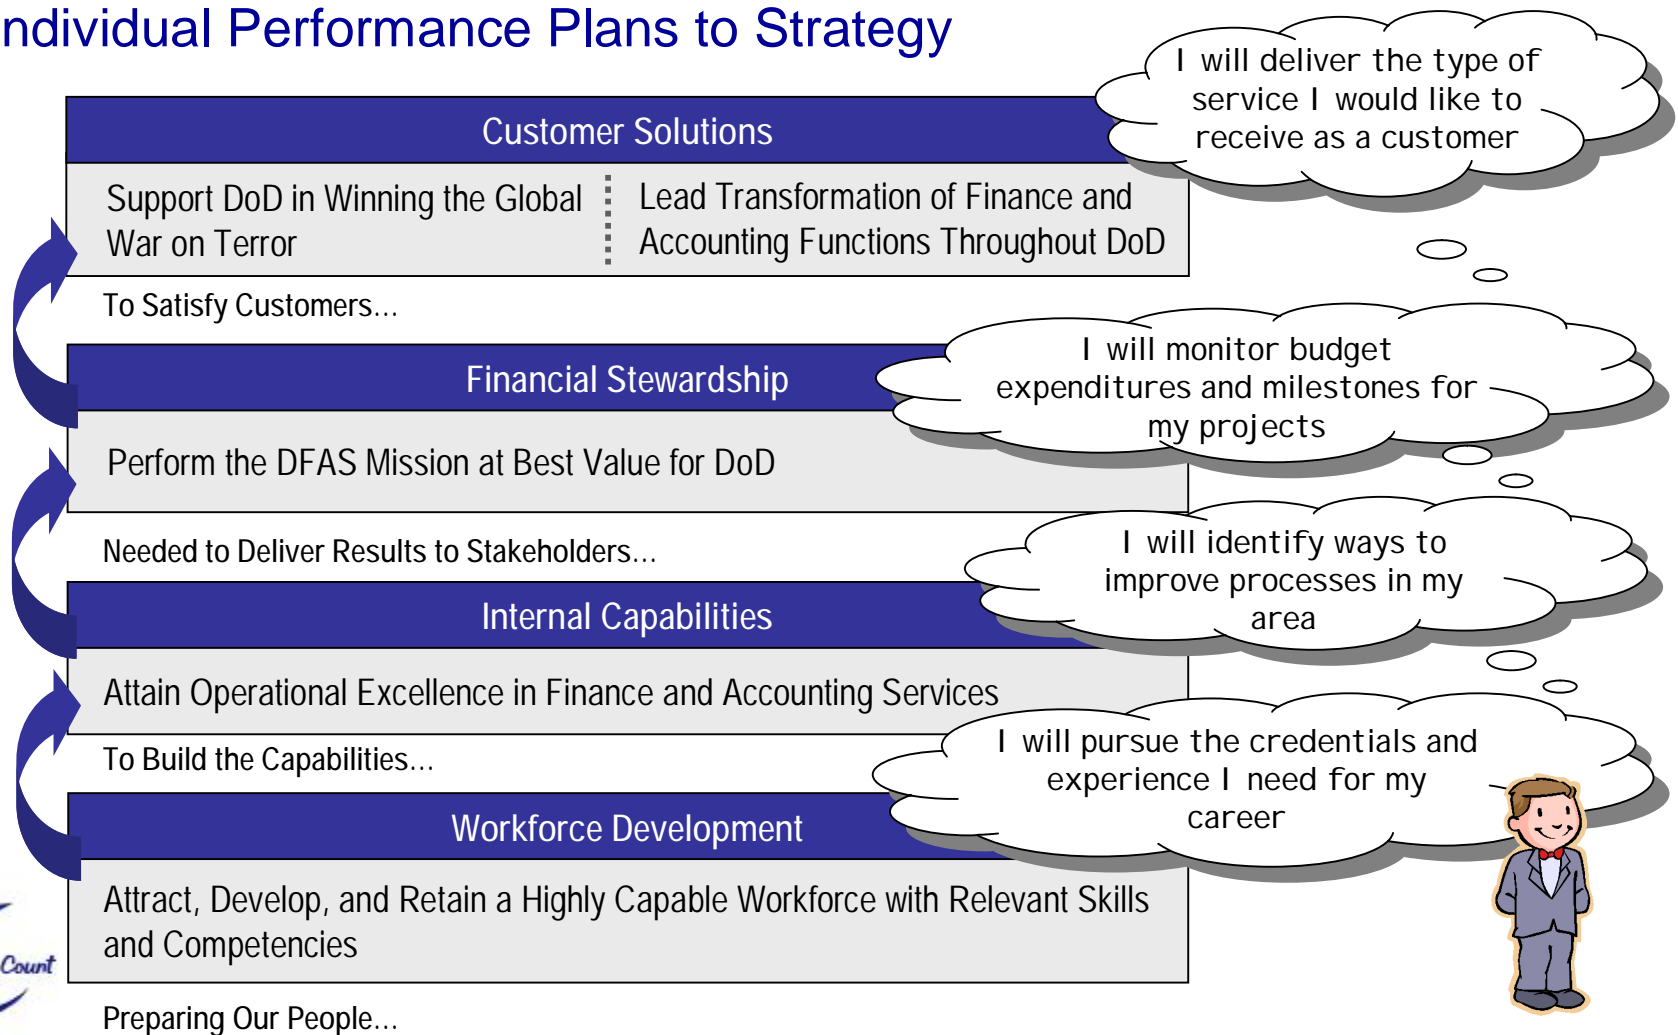 ndividual Performance Plans to Strategy
I will deliver the type of
service I would like to
receive as a customer
Customer Solutions
Support DoD in Winning the Global
War on Terror
Lead Transformation of Finance and
Accounting Functions Throughout DoD
To Satisfy Customers...
I will monitor budget
expenditures and milestones for
my projects
Financial Stewardship
Perform the DFAS Mission at Best Value for DoD
Needed to Deliver Results to Stakeholders...
I will identify ways to
improve processes in my
area
Internal Capabilities
Attain Operational Excellence in Finance and Accounting Services
To Build the Capabilities...
I will pursue the credentials and
experience I need for my
career
Workforce Development
Attract, Develop, and Retain a Highly Capable Workforce with Relevant Skills
and Competencies
Count
Preparing Our People...